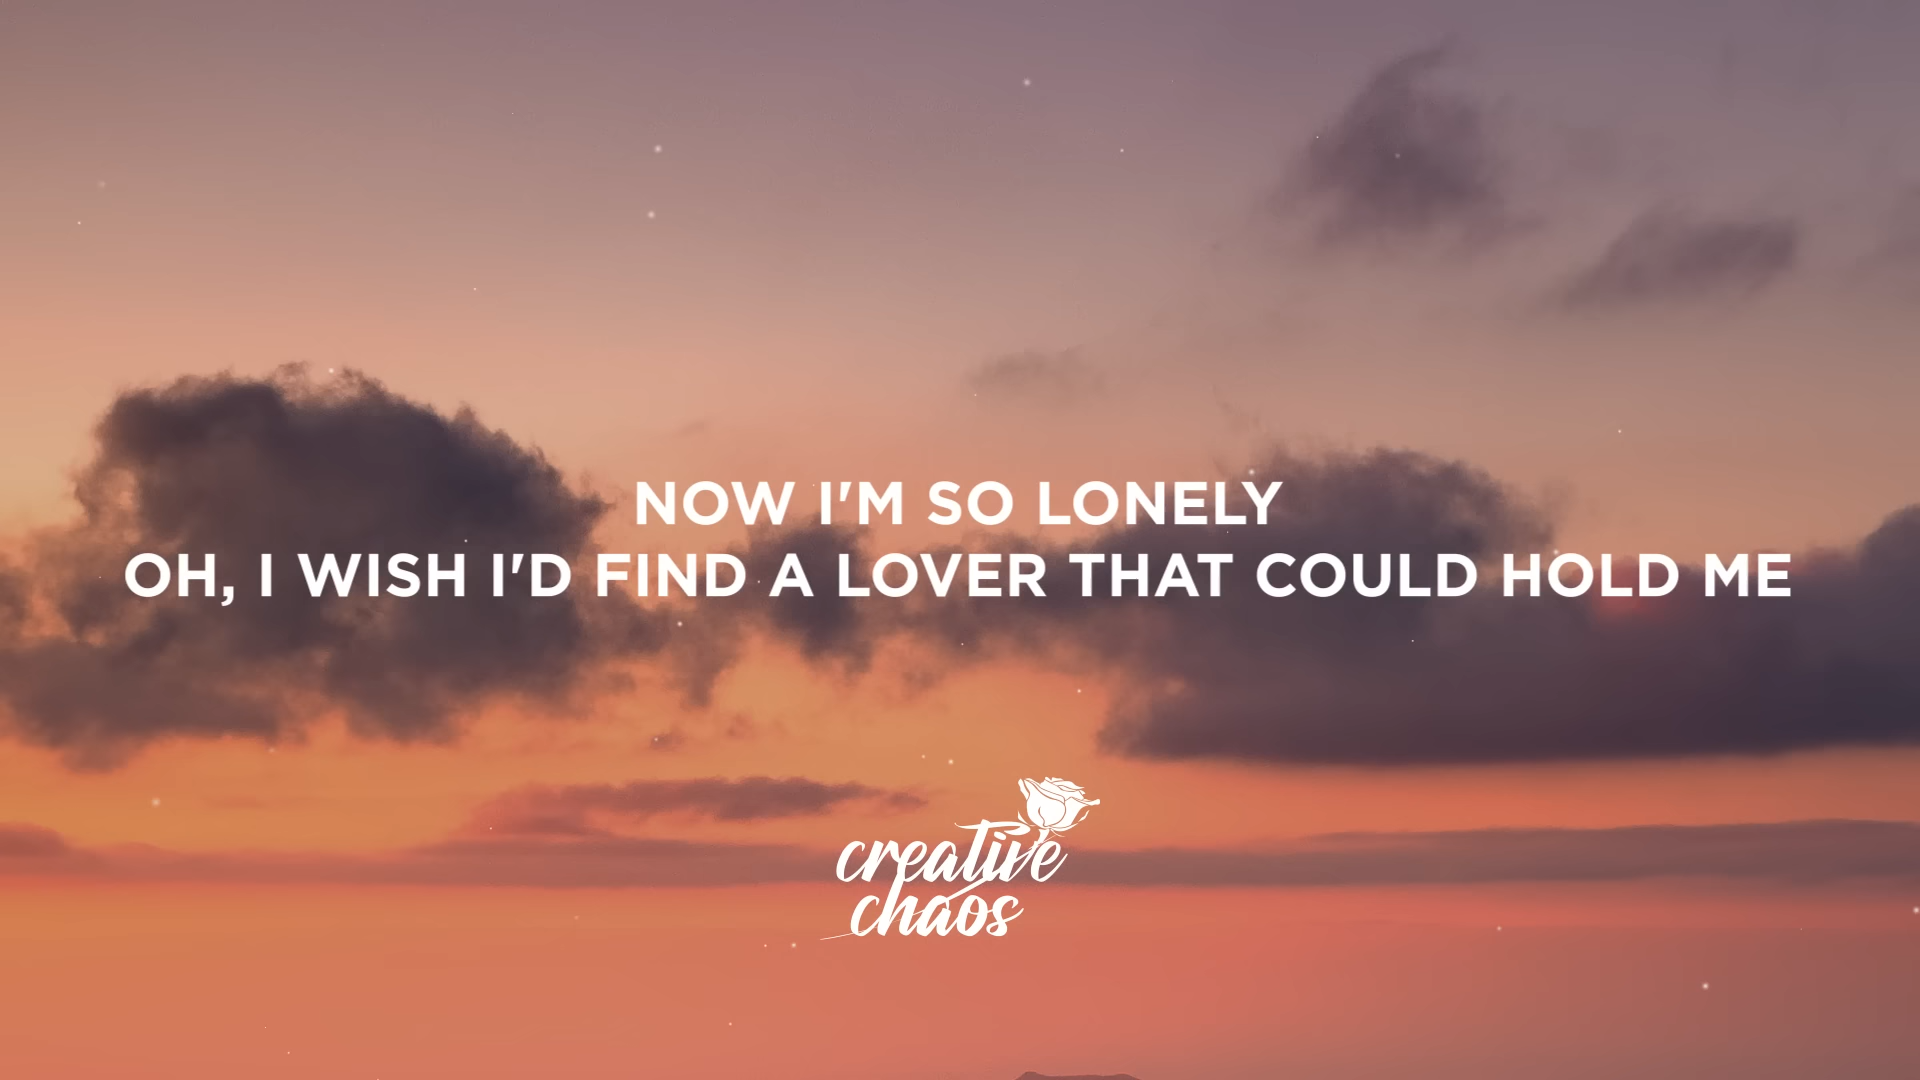 NOW I'M SO LONELY
OH, I WISH I'D FIND A LOVER THAT COULD HOLD ME
creative
chaos